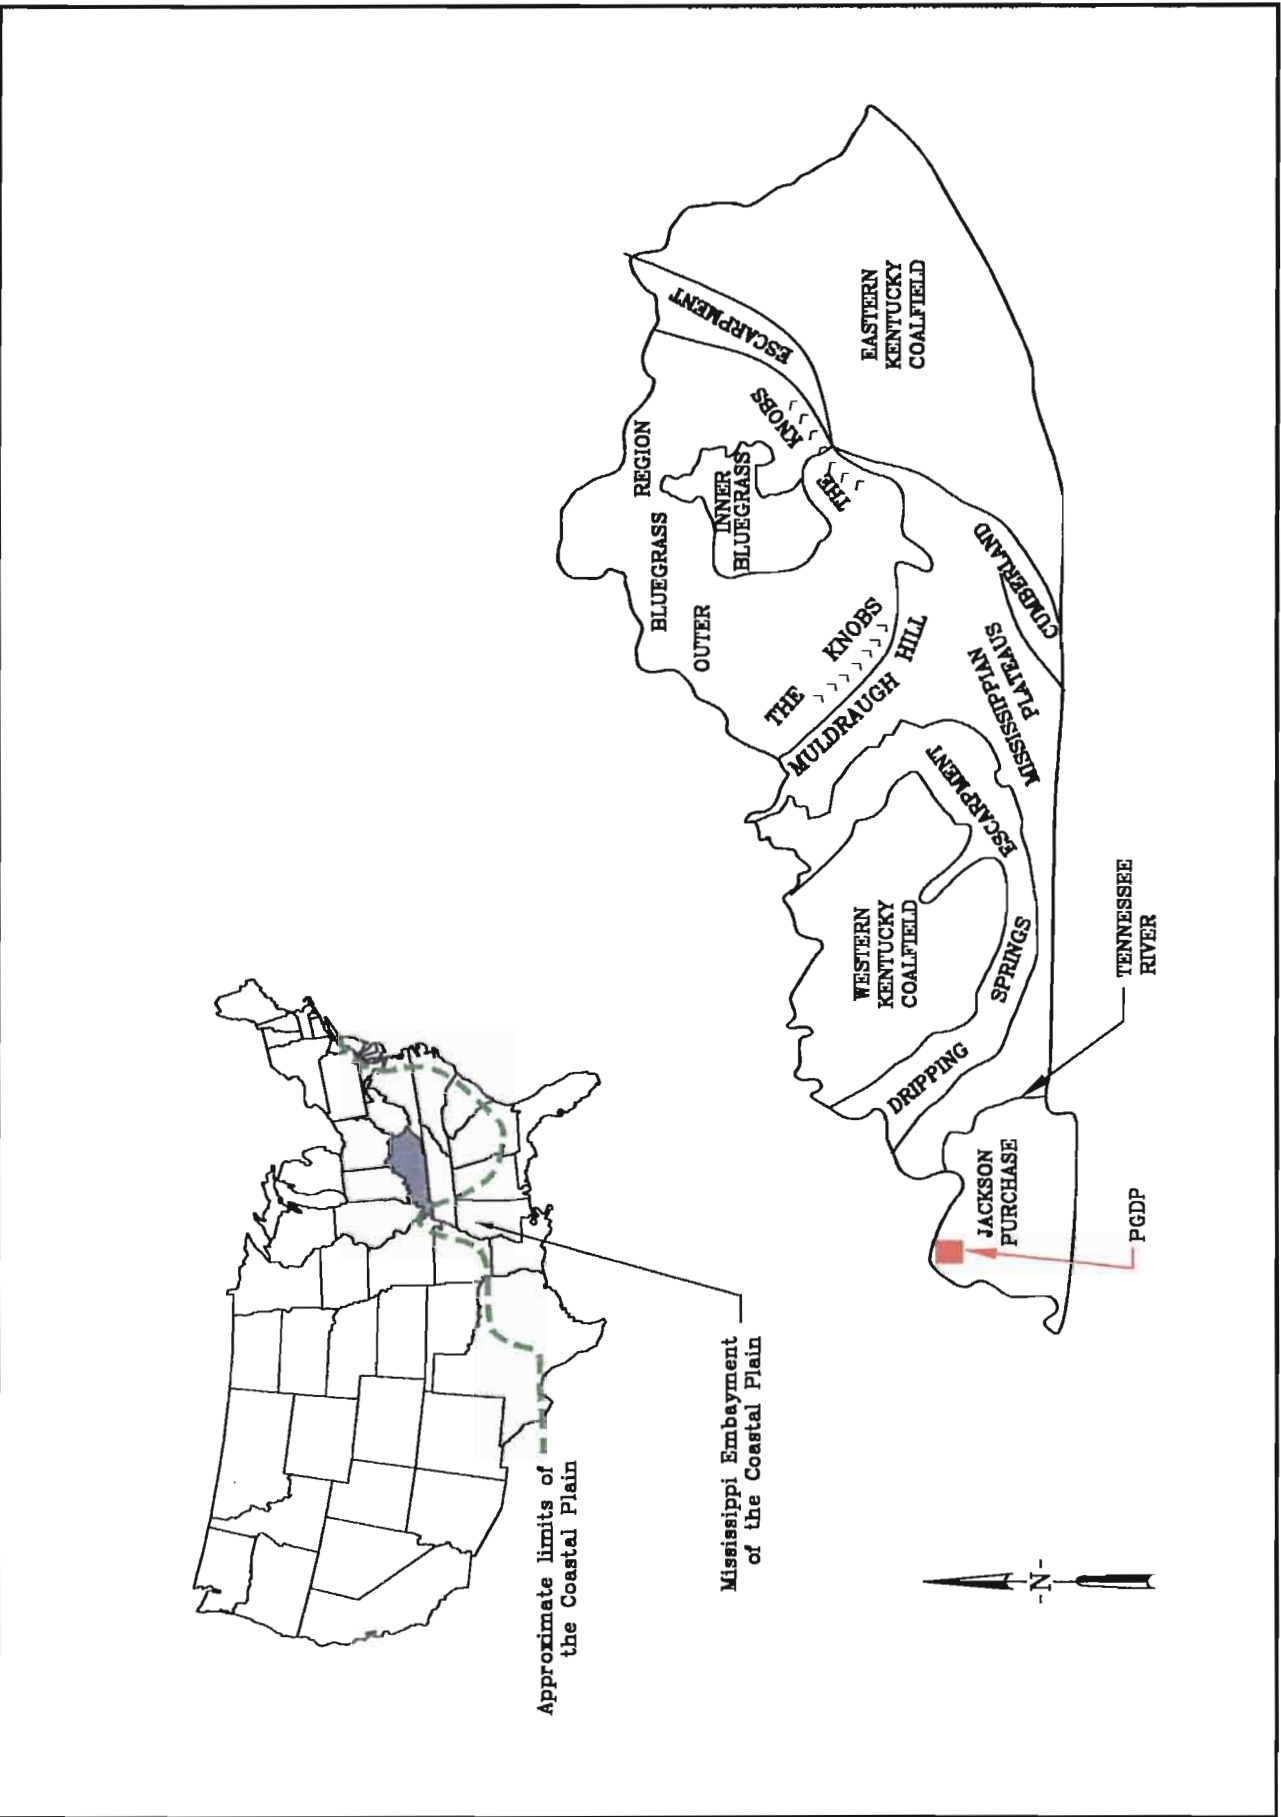 Approximate limits of
the Coastal Plain
Mississippi Embayment
of the Coastal Plain
-N-
BLUEGRASS REGION
OUTER
INNER
BLUEGRASS
THE KNOBS
THE KNOBS
MULDRAUGH HILL
ESCARPMENT
CUMBERLAND
EASTERN
KENTUCKY
COALFIELD
MISSISSIPPIAN
PLATEAUS
WESTERN
KENTUCKY
COALFIELD
DRIPPING SPRINGS ESCARPMENT
JACKSON
PURCHASE
PGDP
TENNESSEE
RIVER